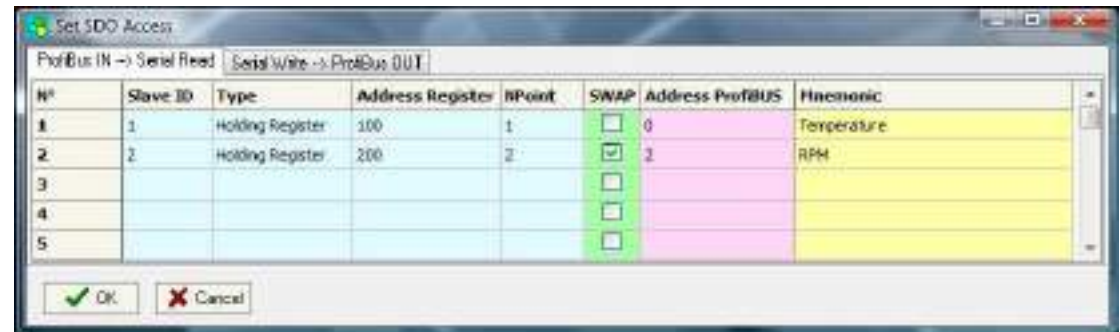 Set SDO Access
ProfiBus IN -> Serial Read Serial Write -> ProfiBus OUT
N° Slave ID Type Address Register NPoint SWAP Address ProfiBUS Mnemonic
1 1 Holding Register 100 1 0 Temperature
2 2 Holding Register 200 2 2 RPM
3
4
5
OK Cancel